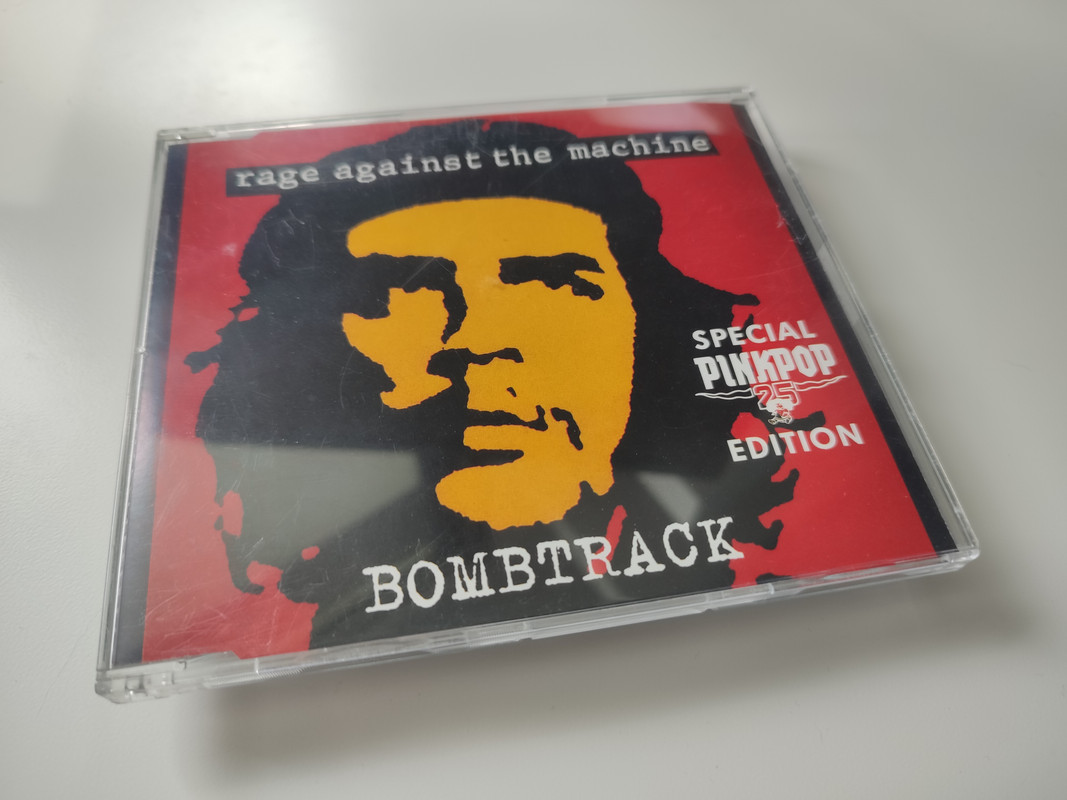 rage against the machine
SPECIAL
PINKPOP
25
EDITION
BOMBTRACK